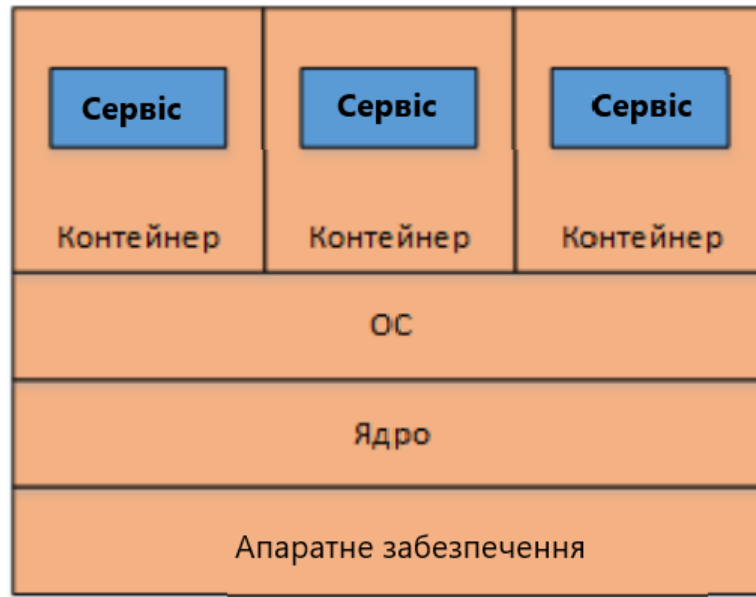 Сервіс Сервіс Сервіс
Контейнер Контейнер Контейнер
ОС
Ядро
Апаратне забезпечення